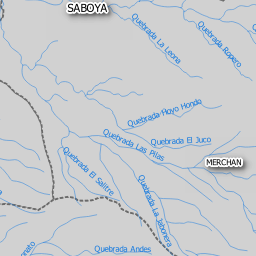 SABOYA
Quebrada La Leona
Quebrada Ropero
Quebrada Hoyo Hondo
Quebrada Las Pilas
Quebrada El Juco
MERCHAN
Quebrada El Salitre
Quebrada La Jabonera
Quebrada Andes